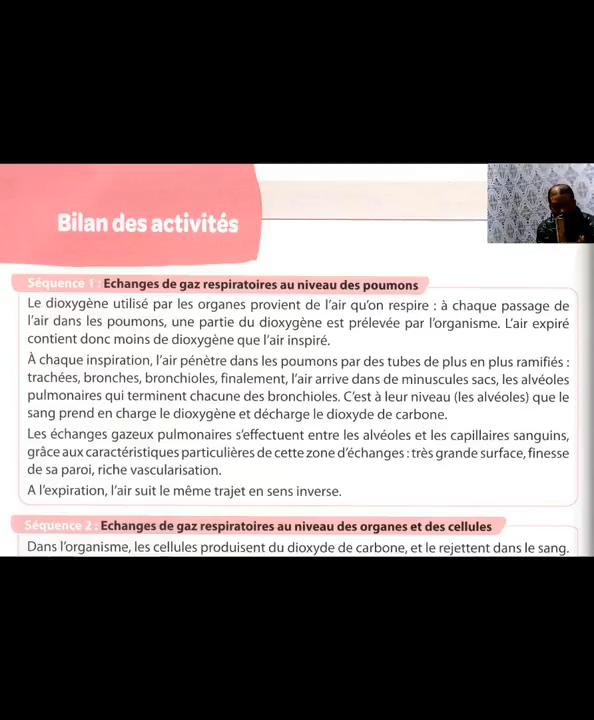 Bilan des activités
Séquence 1 : Echanges de gaz respiratoires au niveau des poumons
Le dioxygène utilisé par les organes provient de l'air qu'on respire : à chaque passage de
l'air dans les poumons, une partie du dioxygène est prélevée par l'organisme. L'air expiré
contient donc moins de dioxygène que l'air inspiré.
À chaque inspiration, l'air pénètre dans les poumons par des tubes de plus en plus ramifiés :
trachées, bronches, bronchioles, finalement, l'air arrive dans de minuscules sacs, les alvéoles
pulmonaires qui terminent chacune des bronchioles. C'est à leur niveau (les alvéoles) que le
sang prend en charge le dioxygène et décharge le dioxyde de carbone.
Les échanges gazeux pulmonaires s'effectuent entre les alvéoles et les capillaires sanguins,
grâce aux caractéristiques particulières de cette zone d'échanges : très grande surface, finesse
de sa paroi, riche vascularisation.
A l'expiration, l'air suit le même trajet en sens inverse.
Séquence 2 : Echanges de gaz respiratoires au niveau des organes et des cellules
Dans l'organisme, les cellules produisent du dioxyde de carbone, et le rejettent dans le sang.